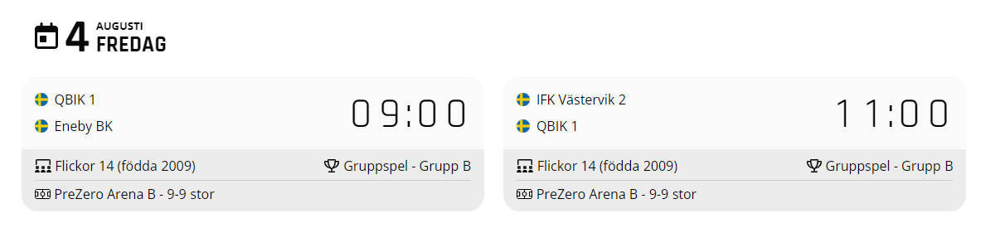 4 AUGUSTI
FREDAG
QBIK 1
Eneby BK
09:00
Flickor 14 (födda 2009)
Gruppspel - Grupp B
PreZero Arena B - 9-9 stor
IFK Västervik 2
QBIK 1
11:00
Flickor 14 (födda 2009)
Gruppspel - Grupp B
PreZero Arena B - 9-9 stor